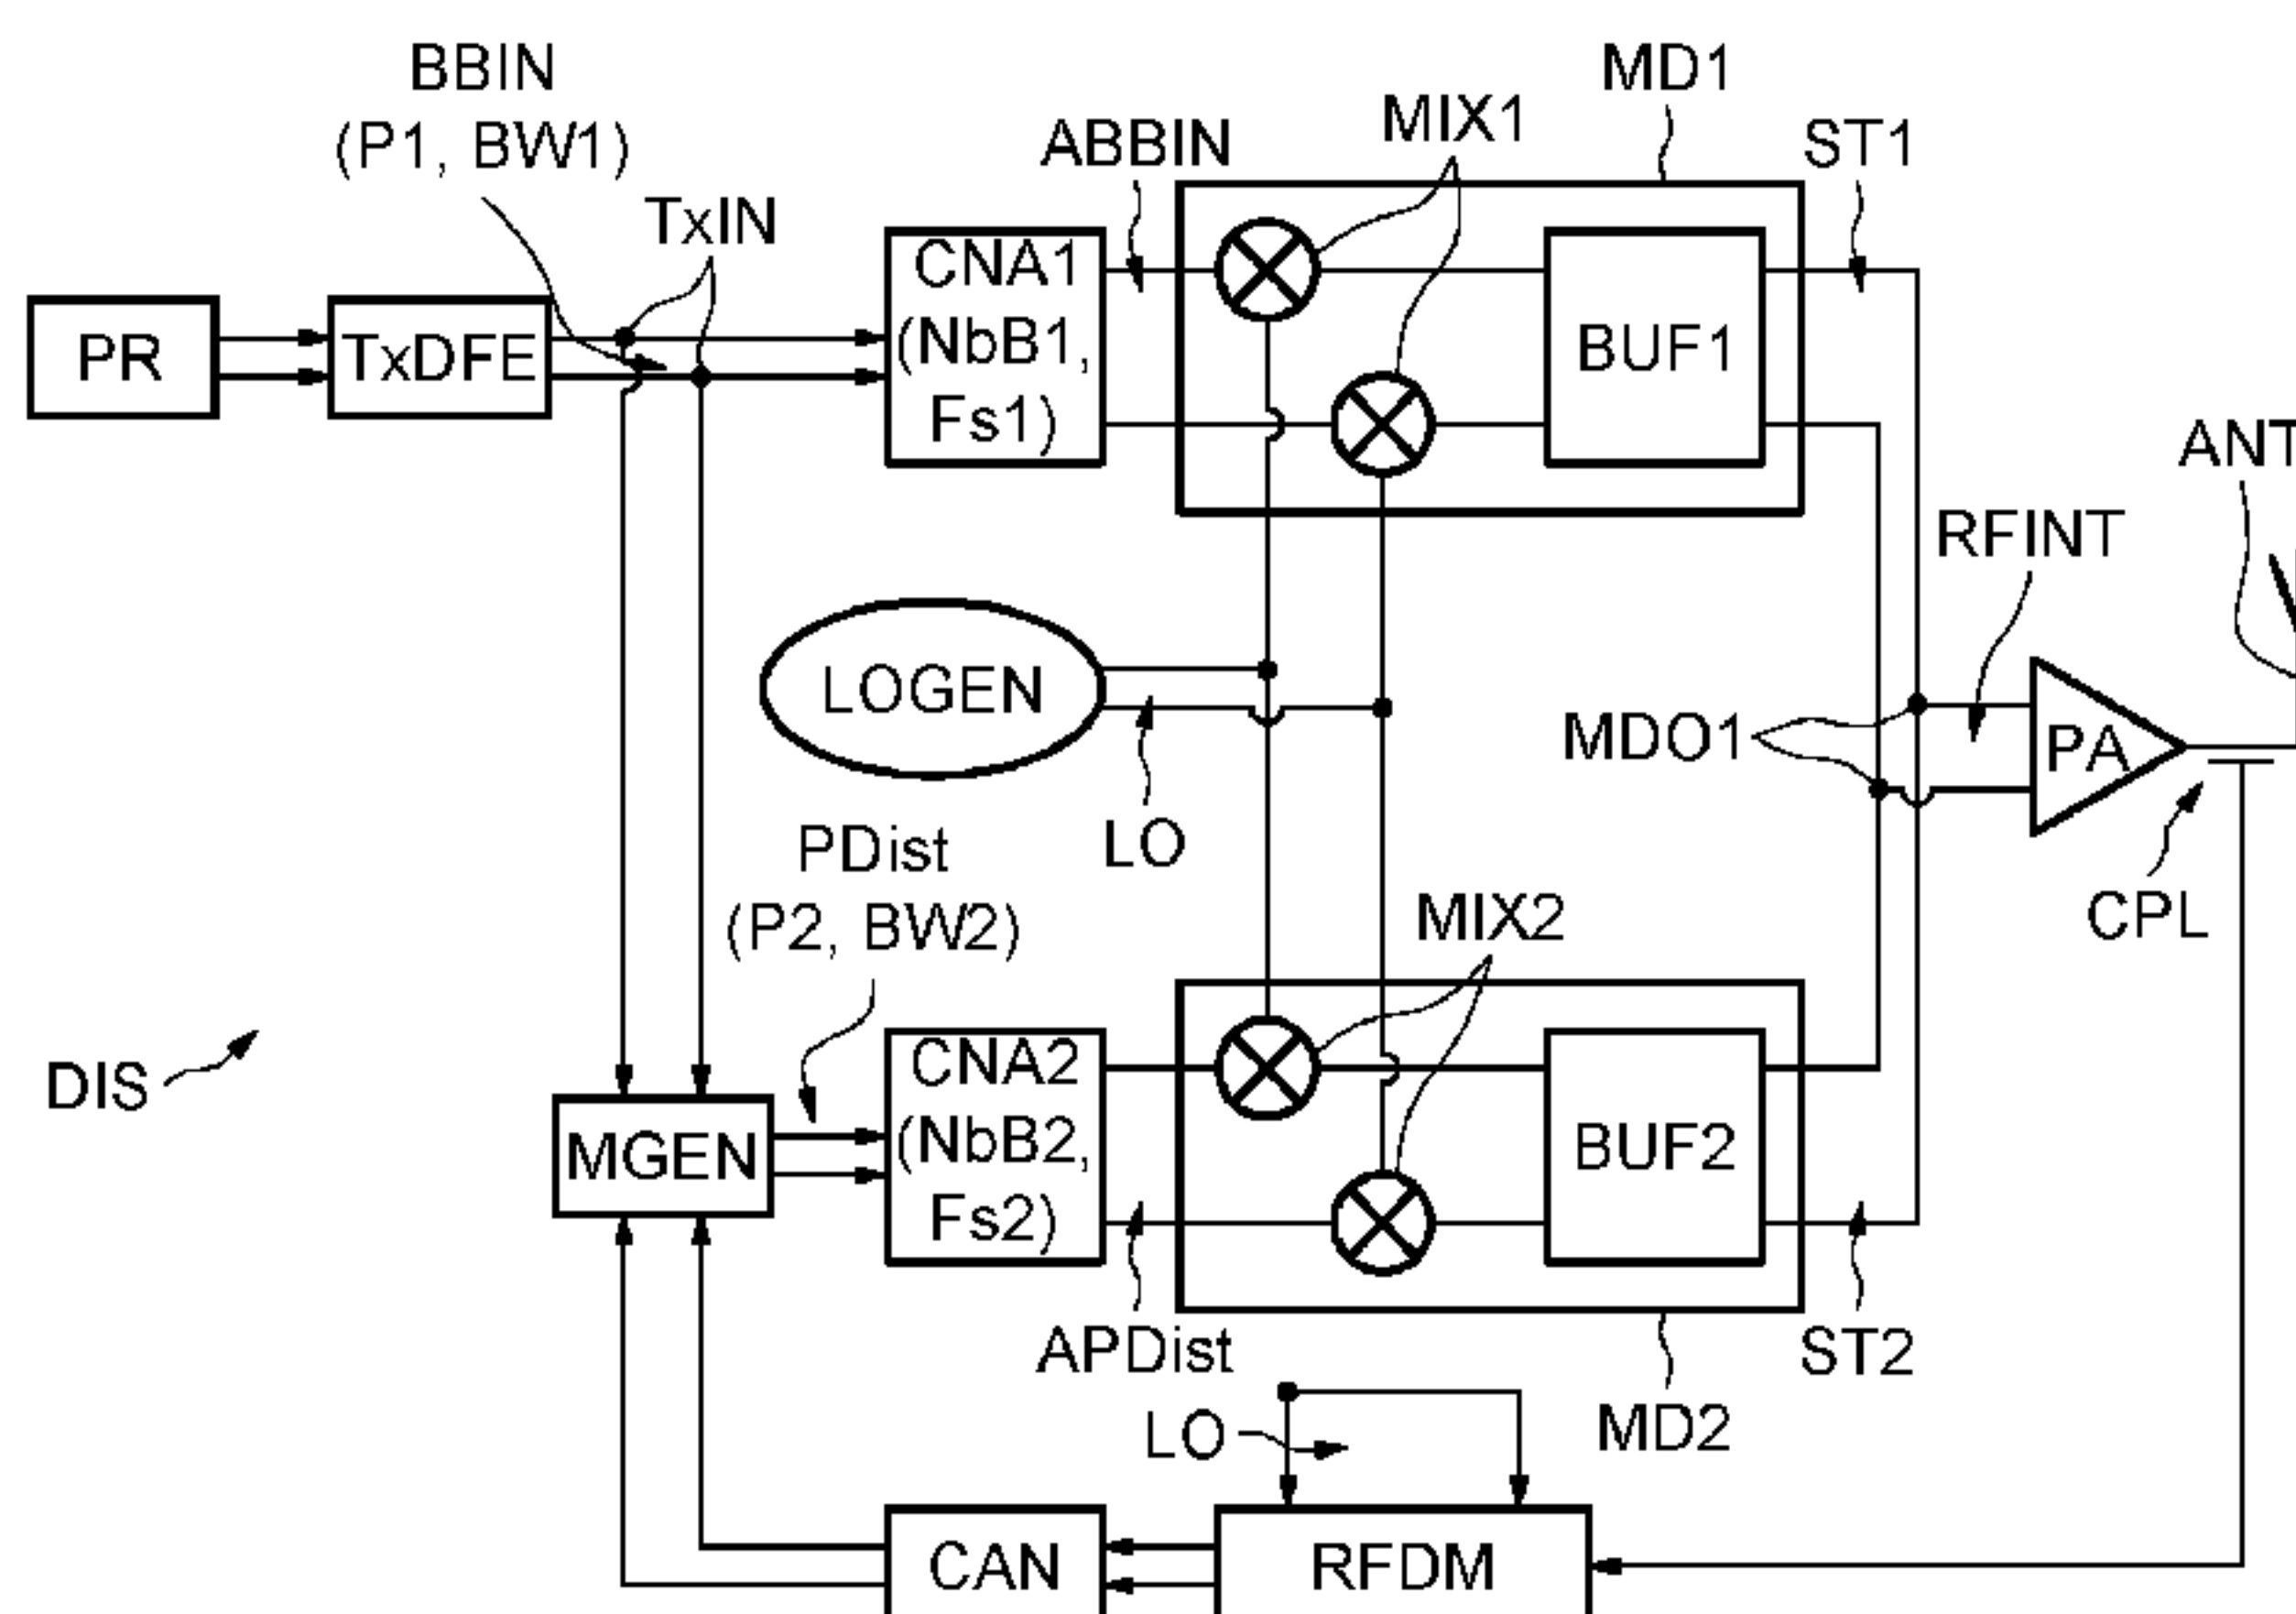 BBIN
(P1, BW1)
TxIN
ABBIN
MIX1
MD1
ST1
PR
TxDFE
CNA1
(NbB1,
Fs1)
BUF1
ANT
RFINT
LOGEN
LO
MDO1
PA
CPL
PDist
(P2, BW2)
MIX2
DIS
MGEN
CNA2
(NbB2,
Fs2)
BUF2
APDist
ST2
MD2
LO
CAN
RFDM